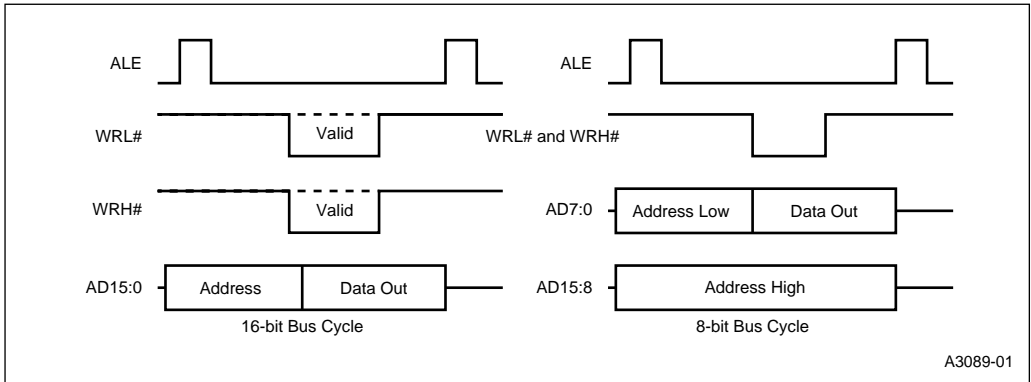 ALE
WRL#
Valid
WRH#
Valid
AD15:0
Address
Data Out
16-bit Bus Cycle
ALE
WRL# and WRH#
AD7:0
Address Low
Data Out
AD15:8
Address High
8-bit Bus Cycle
A3089-01